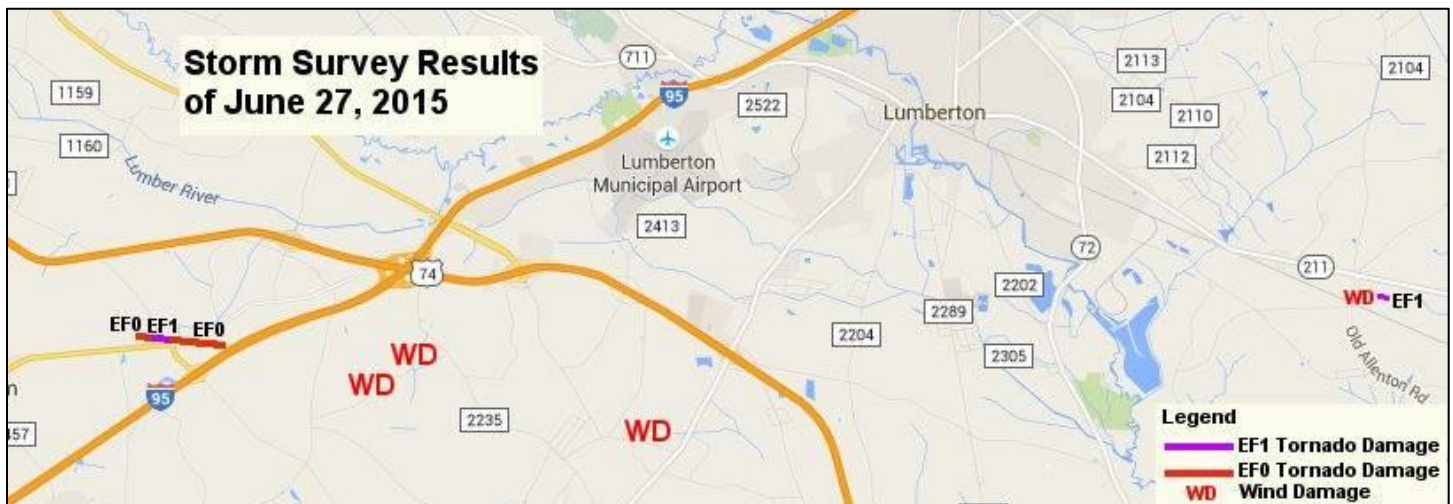 Storm Survey Results
of June 27, 2015
711
2113
2104
1159
95
2522
2104
Lumberton
2110
1160
2112
Lumberton
Municipal Airport
Lumber River
2413
72
74
211
2202
WD EF1
EF0 EF1 EF0
2289
2204
WD
2305
Old Allenton Rd
WD
95
2235
WD
457
Legend
EF1 Tornado Damage
EF0 Tornado Damage
WD Wind Damage